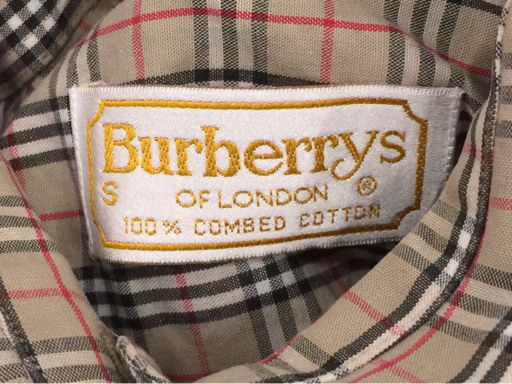 Burberrys
S OF LONDON ®
100% COMBED COTTON